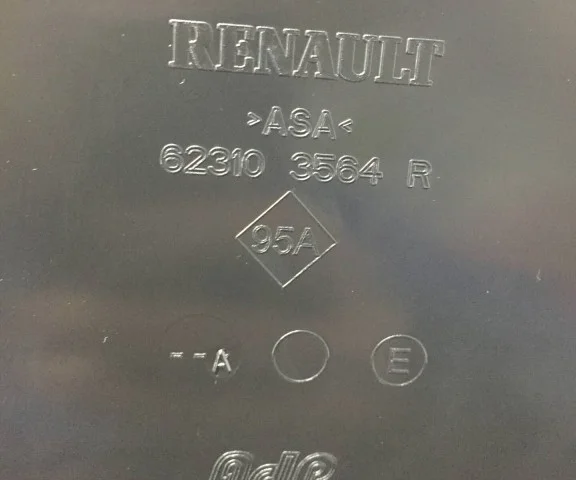 RENAULT
>ASA<
62310 3564 R
95A
--A E